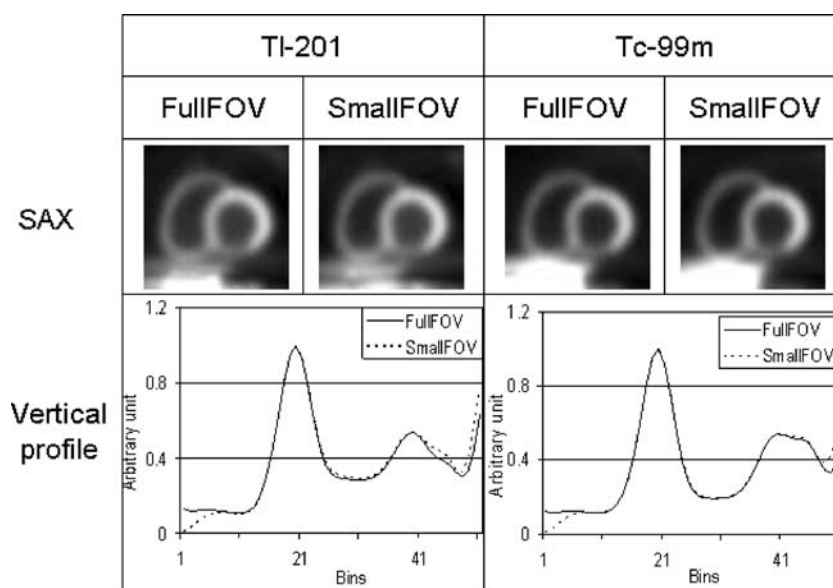 Tl-201 Tc-99m
FullFOV SmallFOV FullFOV SmallFOV
SAX
Vertical profile
1.2
0.8
0.4
0
Arbitrary unit
FullFOV
SmallFOV
1 21 41
Bins
1.2
0.8
0.4
0
Arbitrary unit
FullFOV
SmallFOV
1 21 41
Bins